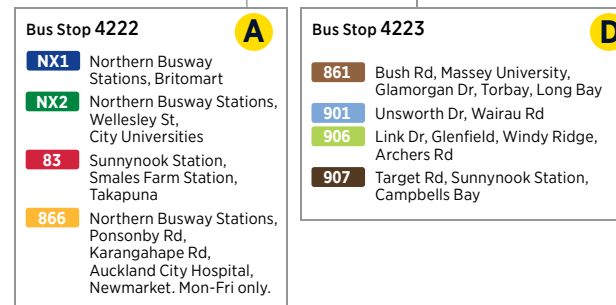 Bus Stop 4222 A
NX1 Northern Busway
Stations, Britomart
NX2 Northern Busway Stations,
Wellesley St,
City Universities
83 Sunnynook Station,
Smales Farm Station,
Takapuna
866 Northern Busway Stations,
Ponsonby Rd,
Karangahape Rd,
Auckland City Hospital,
Newmarket. Mon-Fri only.
Bus Stop 4223 D
861 Bush Rd, Massey University,
Glamorgan Dr, Torbay, Long Bay
901 Unsworth Dr, Wairau Rd
906 Link Dr, Glenfield, Windy Ridge,
Archers Rd
907 Target Rd, Sunnynook Station,
Campbells Bay